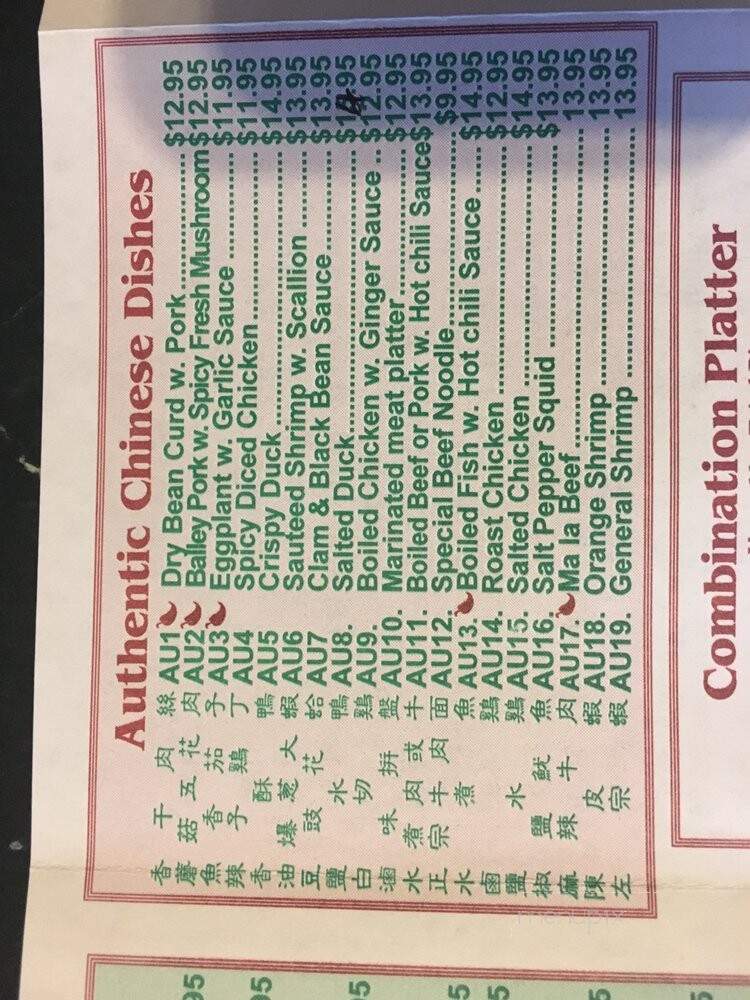 Authentic Chinese Dishes
香干肉絲 AU1 Dry Bean Curd w. Pork $12.95
蘑菇五花肉 AU2 Bailey Pork w. Spicy Fresh Mushroom $12.95
魚香茄子 AU3 Eggplant w. Garlic Sauce $11.95
辣子鷄丁 AU4 Spicy Diced Chicken $11.95
香酥鴨 AU5 Crispy Duck $14.95
油爆葱大蝦 AU6 Sauteed Shrimp w. Scallion $13.95
豆豉花蛤 AU7 Clam & Black Bean Sauce $13.95
鹽水鴨 AU8. Salted Duck
白切鷄 AU9. Boiled Chicken w. Ginger Sauce
滷味拼盤 AU10. Marinated meat platter $12.95
水煮肉或牛 AU11. Boiled Beef or Pork w. Hot chili Sauce $13.95
正宗牛肉面 AU12. Special Beef Noodle $9.95
水煮魚 AU13. Boiled Fish w. Hot chili Sauce $14.95
鹵鷄 AU14. Roast Chicken $12.95
鹽水鷄 AU15. Salted Chicken $14.95
椒鹽魷魚 AU16. Salt Pepper Squid $13.95
麻辣牛肉 AU17. Ma la Beef 13.95
陳皮蝦 AU18. Orange Shrimp 13.95
左宗蝦 AU19. General Shrimp 13.95
Combination Platter